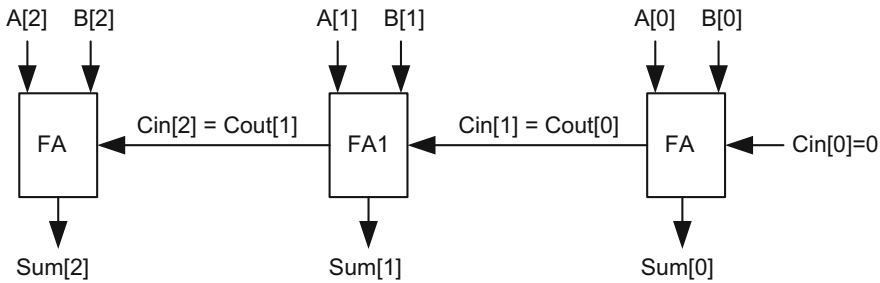 A[2] B[2] A[1] B[1] A[0] B[0]
Cin[2] = Cout[1] Cin[1] = Cout[0]
FA FA1 FA Cin[0]=0
Sum[2] Sum[1] Sum[0]